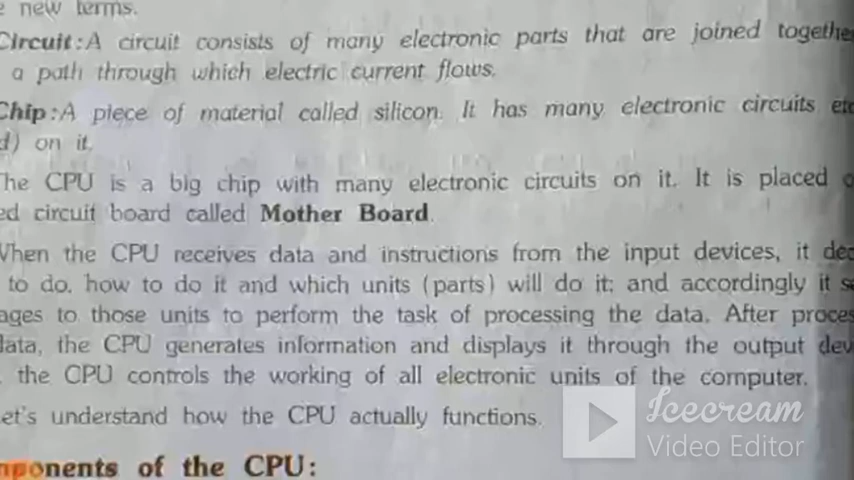 new terms.
Circuit:A circuit consists of many electronic parts that are joined
a path through which electric current flows.
Chip:A piece of material called silicon. It has many electronic circuits
on it.
The CPU is a big chip with many electronic circuits on it. It is placed
circuit board called Mother Board.
When the CPU receives data and instructions from the input devices, it
to do, how to do it and which units (parts) will do it; and accordingly it
to those units to perform the task of processing the data. After
data, the CPU generates information and displays it through the output
the CPU controls the working of all electronic units of the computer.
Let's understand how the CPU actually functions.
of the CPU:
Icecream
Video Editor